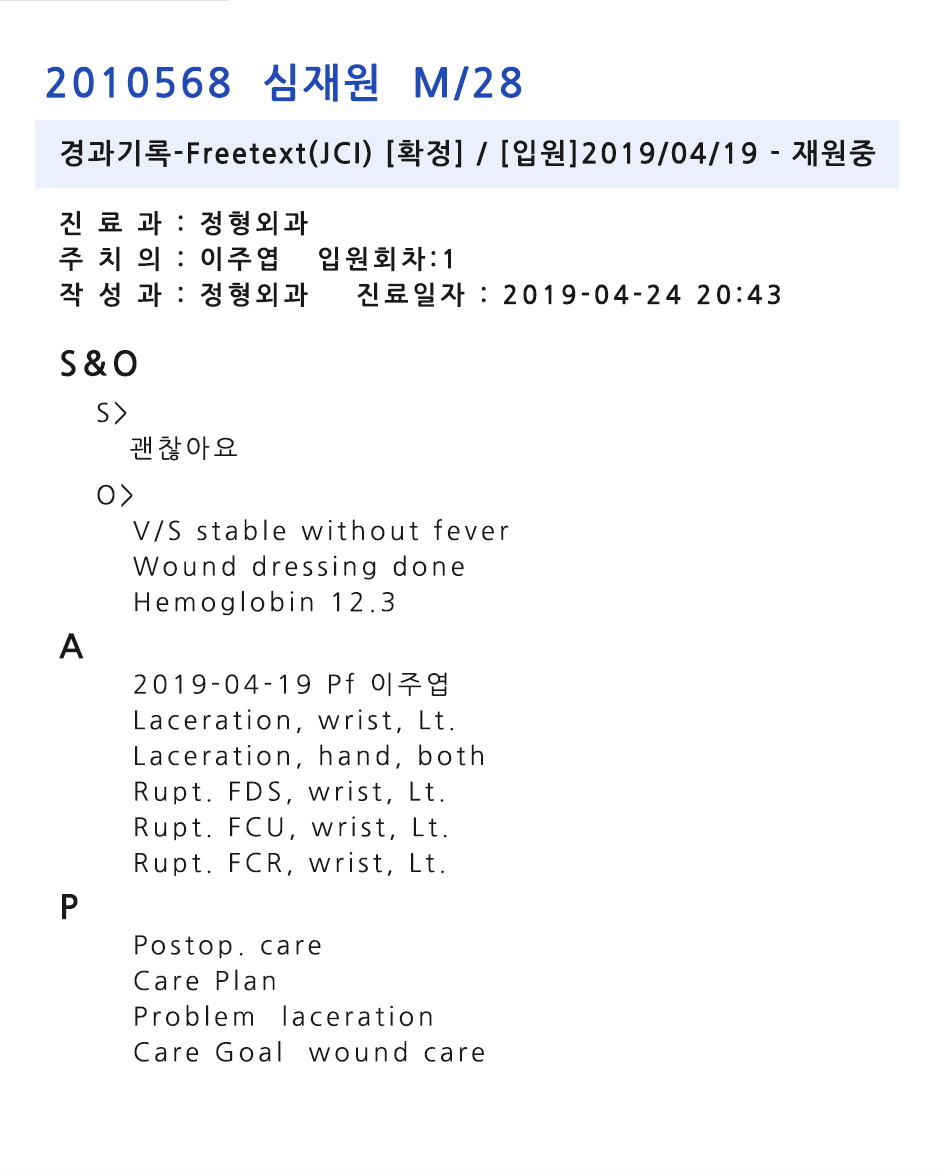 2010568 심재원 M/28
경과기록-Freetext(JCI) [확정] / [입원]2019/04/19 - 재원중
진 료 과 : 정형외과
주 치 의 : 이주엽 입원회차:1
작 성 과 : 정형외과 진료일자 : 2019-04-24 20:43
S&O
S>
괜찮아요
O>
V/S stable without fever
Wound dressing done
Hemoglobin 12.3
A
2019-04-19 Pf 이주엽
Laceration, wrist, Lt.
Laceration, hand, both
Rupt. FDS, wrist, Lt.
Rupt. FCU, wrist, Lt.
Rupt. FCR, wrist, Lt.
P
Postop. care
Care Plan
Problem laceration
Care Goal wound care